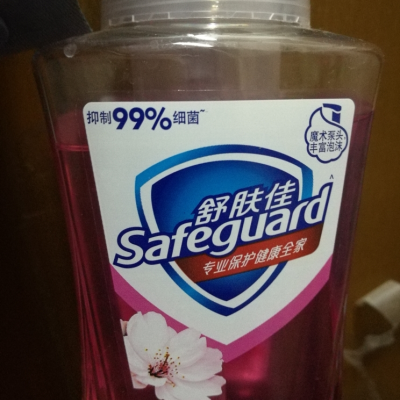 抑制99%细菌~
魔术泵头
丰富泡沫
舒肤佳
Safeguard
专业保护健康全家